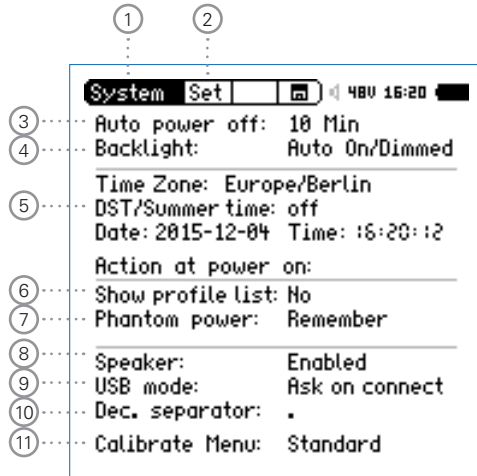 1 2
System Set 48V 16:20
3 Auto power off: 10 Min
4 Backlight: Auto On/Dimmed
Time Zone: Europe/Berlin
5 DST/Summer time: off
Date: 2015-12-04 Time: 16:20:12
Action at power on:
6 Show profile list: No
7 Phantom power: Remember
8 Speaker: Enabled
9 USB mode: Ask on connect
10 Dec. separator: .
11 Calibrate Menu: Standard